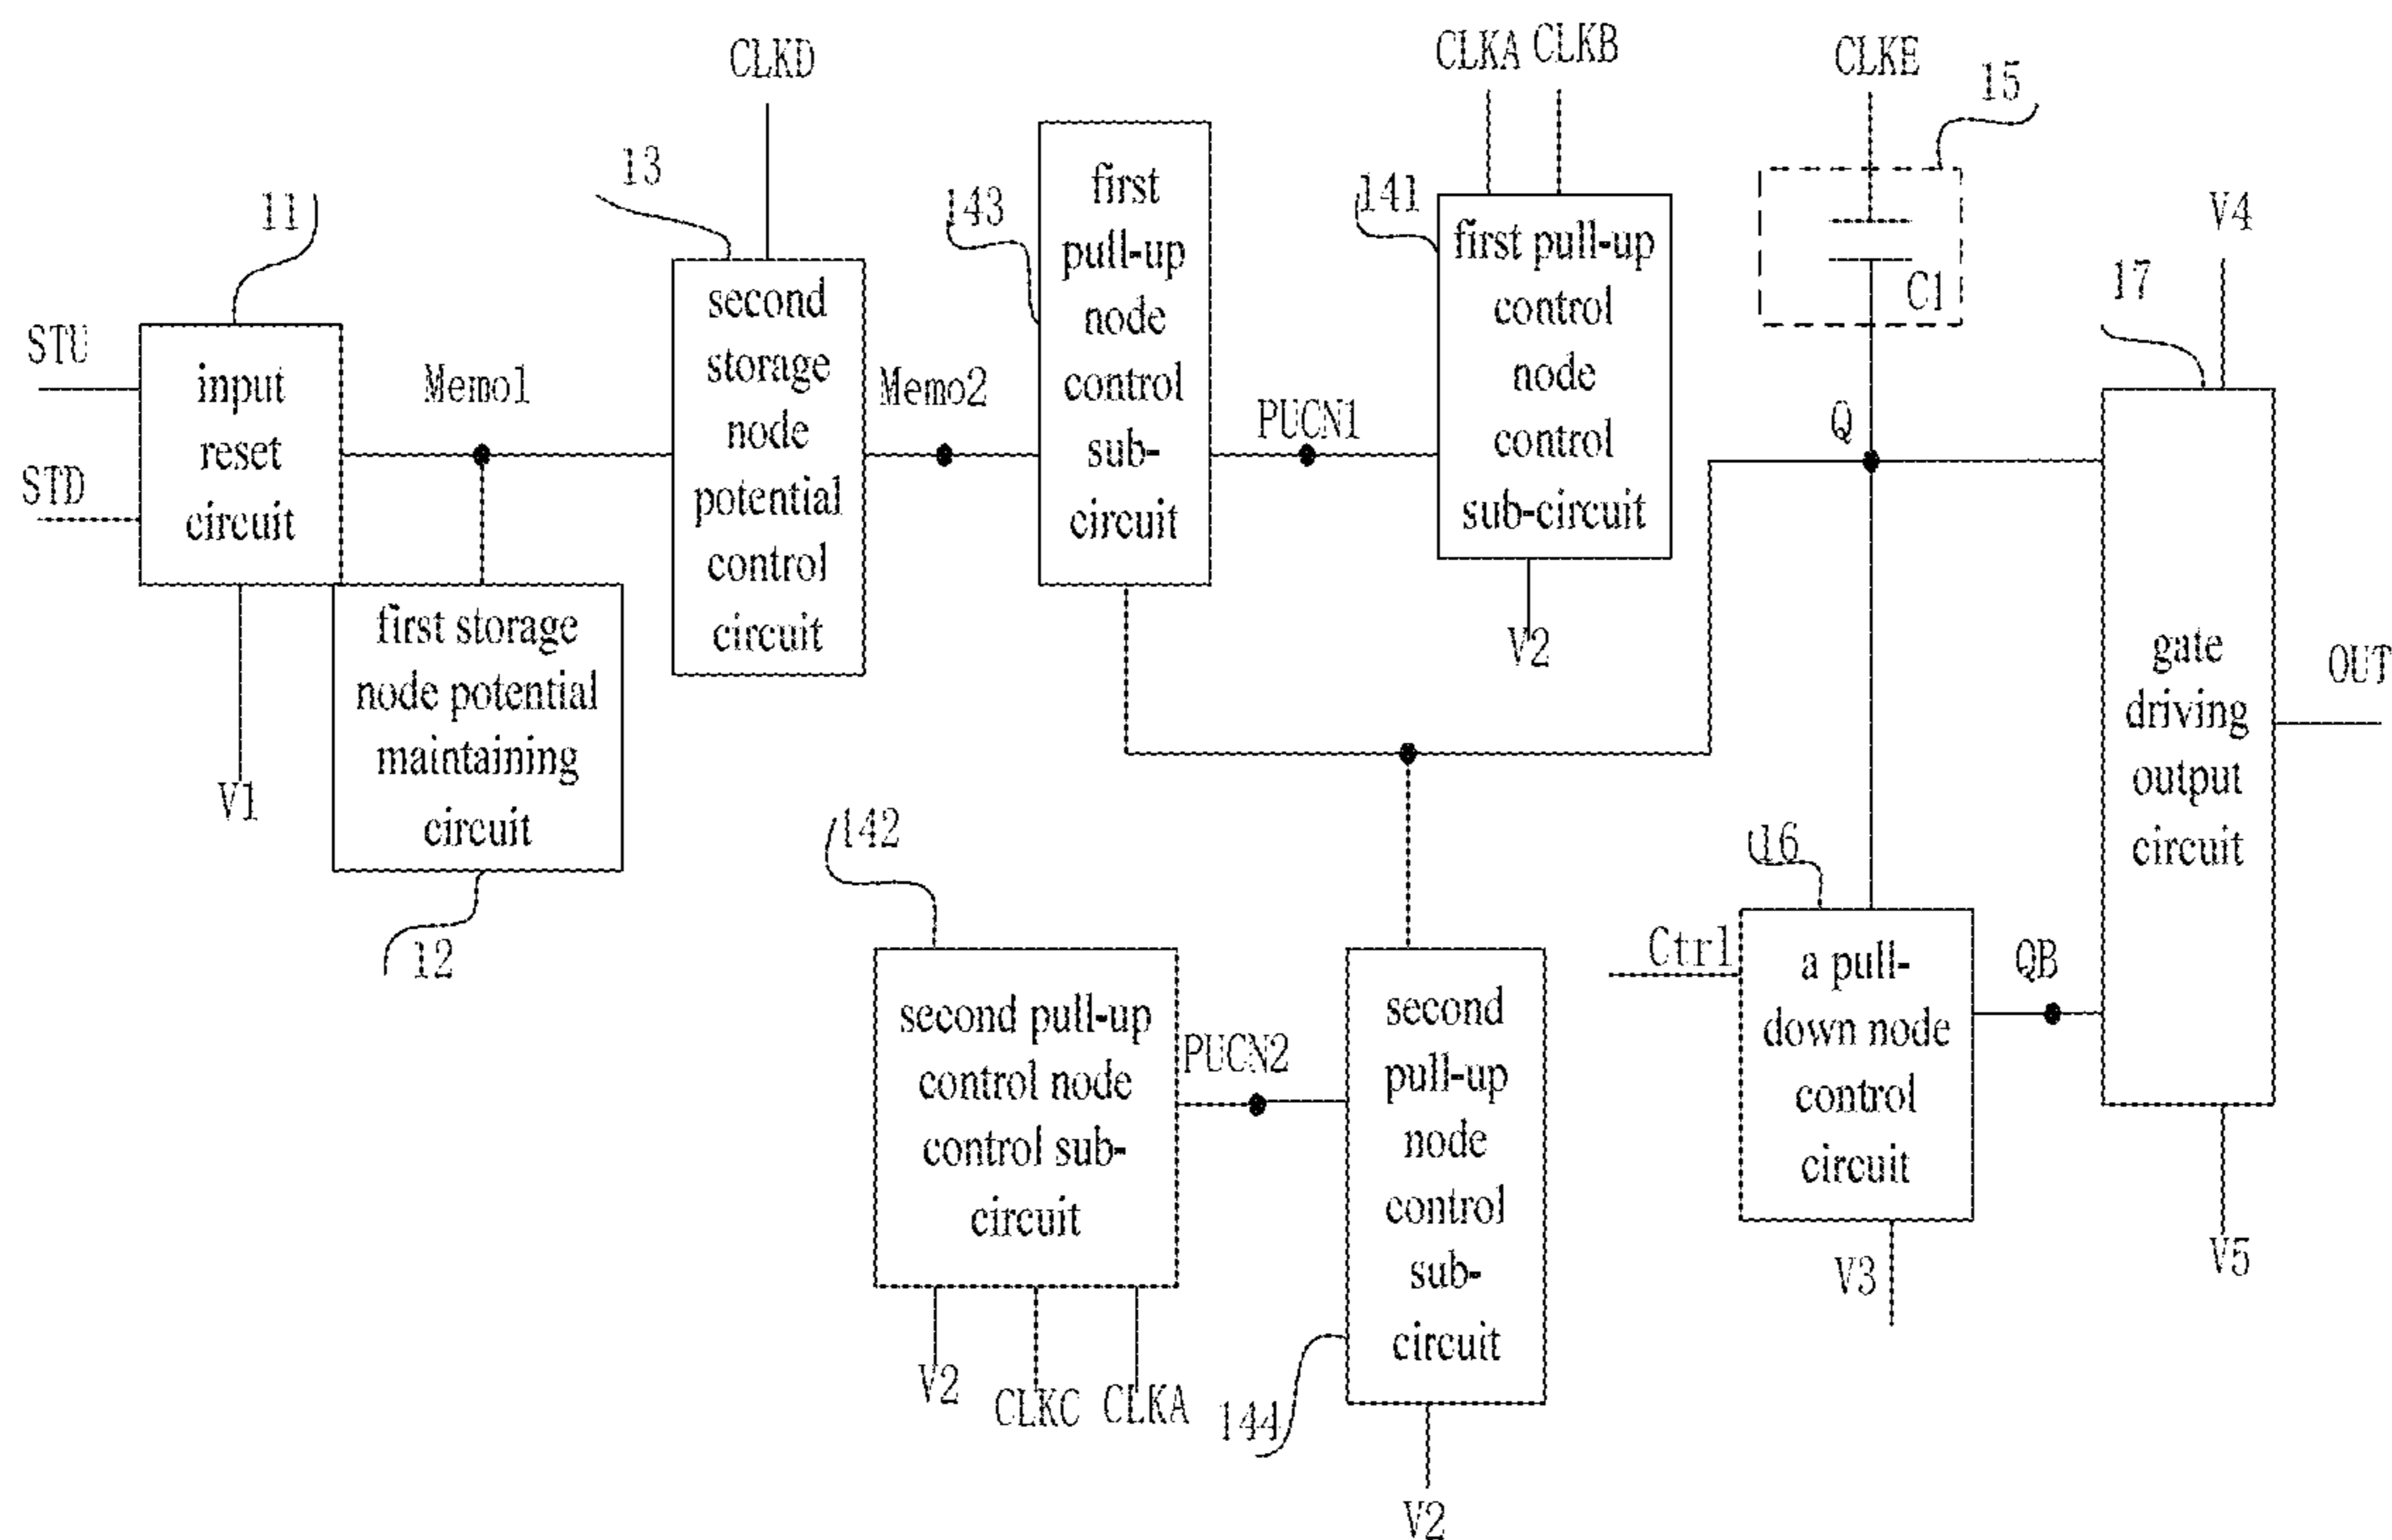 CLKD
CLKA
CLKB
CLKE
15
13
11
143
first
pull-up
node
control
sub-
circuit
141
first pull-up
control
node
control
sub-circuit
C1
V4
17
STU
STD
input
reset
circuit
Memo1
second
storage
node
potential
control
circuit
Memo2
PUCN1
Q
V2
V1
first storage
node potential
maintaining
circuit
12
gate
driving
output
circuit
OUT
142
second pull-up
control node
control sub-
circuit
PUCN2
second
pull-up
node
control
sub-
circuit
16
Ctrl
a pull-
down node
control
circuit
QB
V3
V5
V2
CLKC
CLKA
144
V2